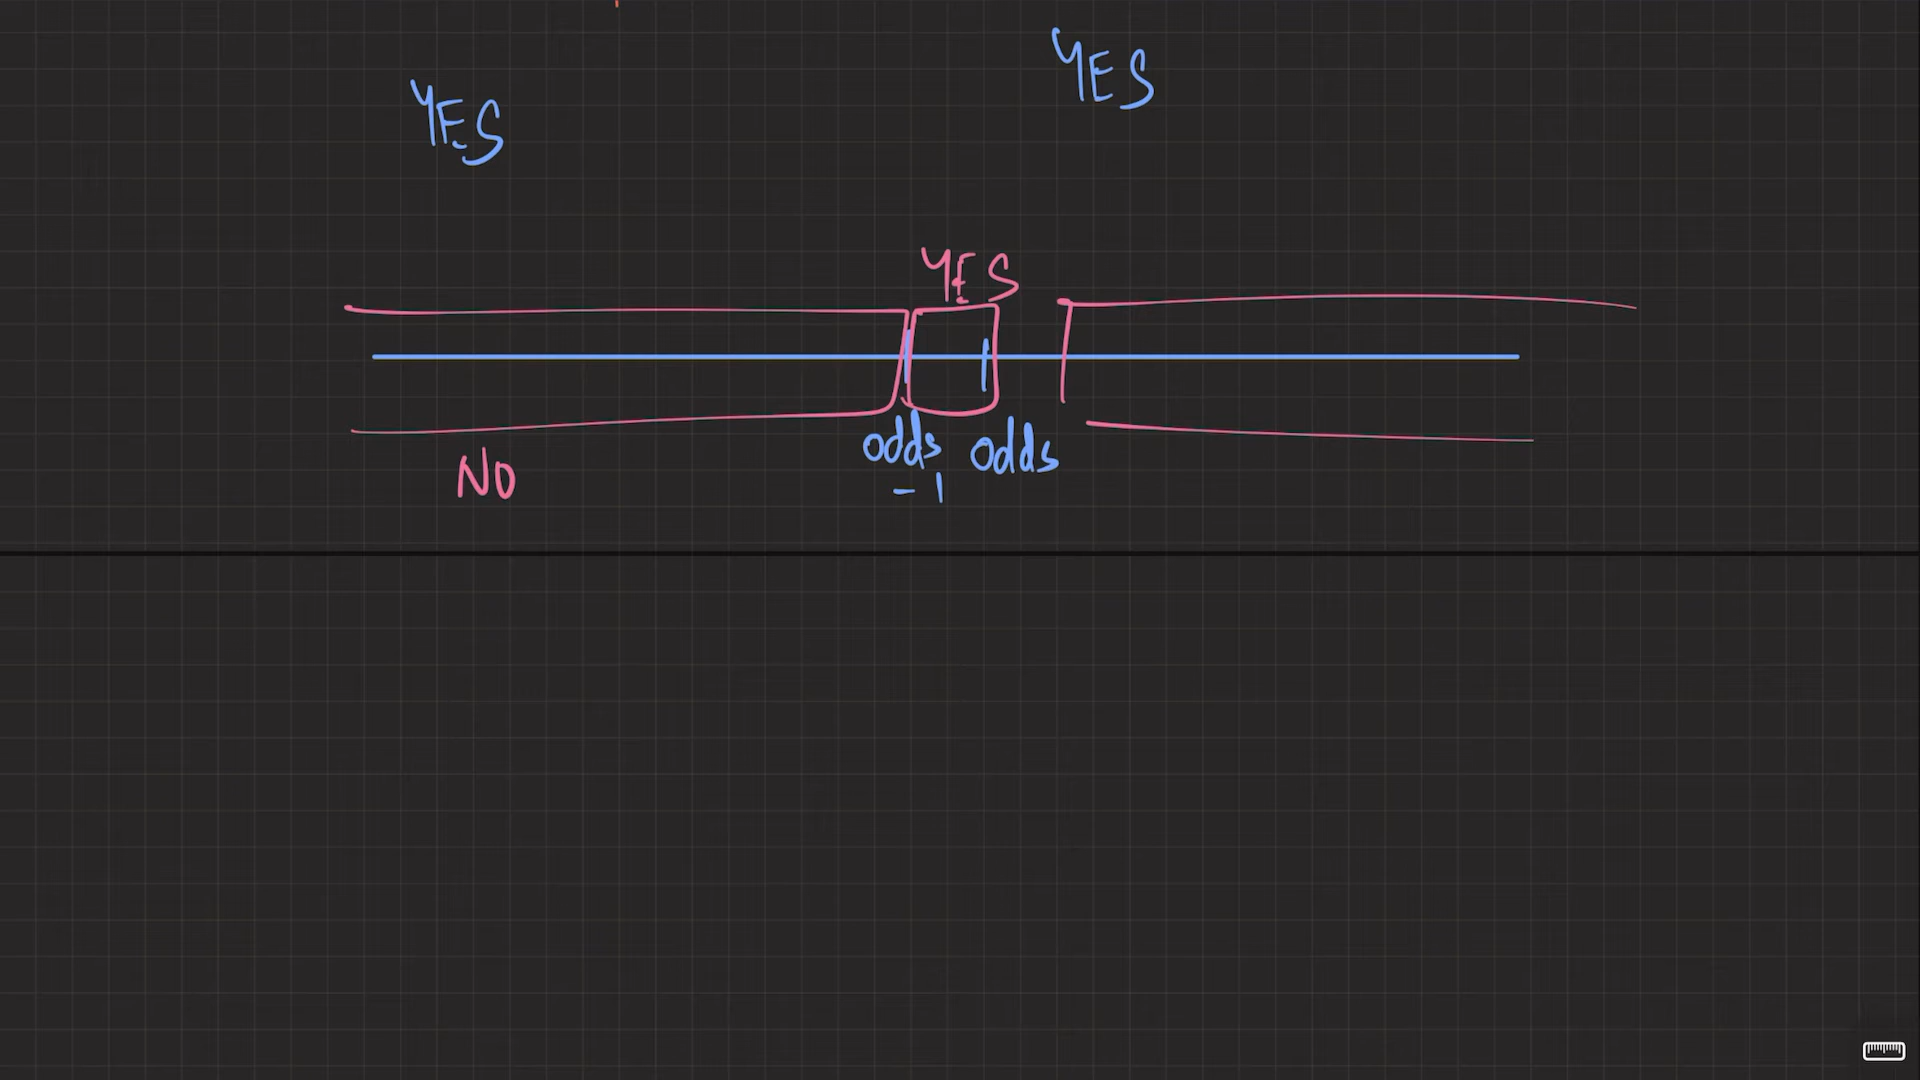 YES
YES
YES
odds odds
- 1
NO